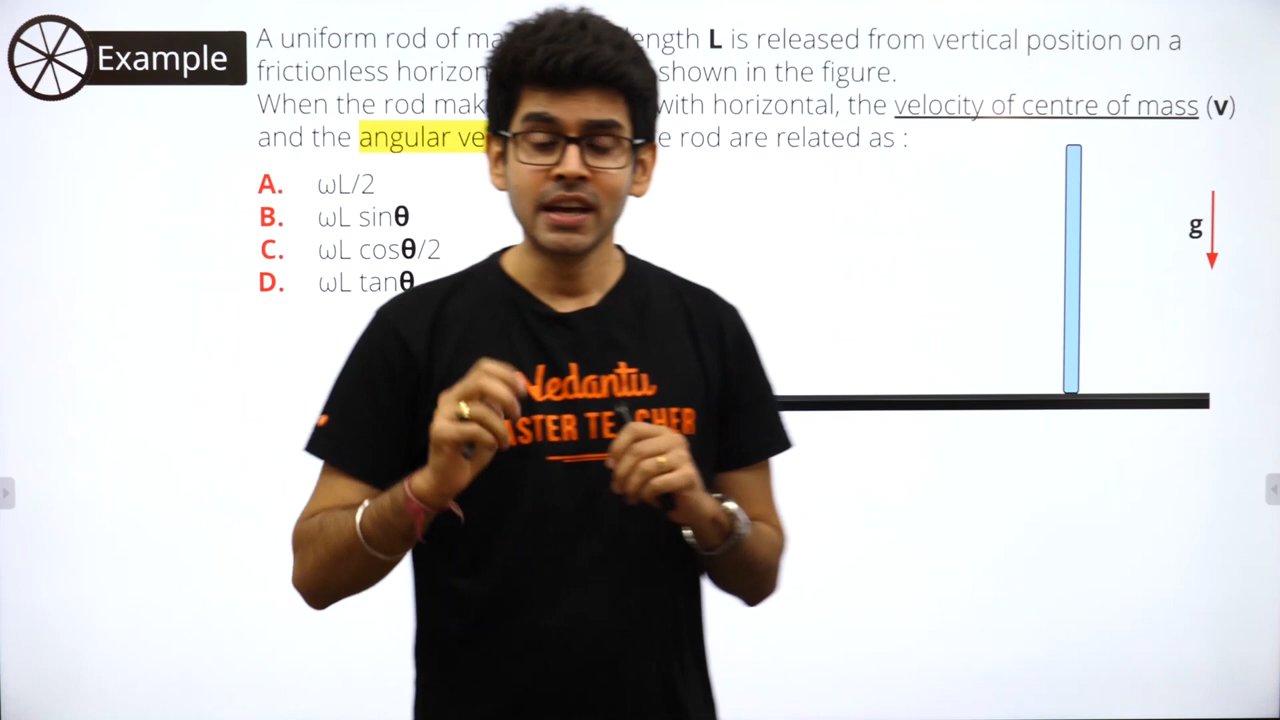 Example
A uniform rod of ma ength L is released from vertical position on a
frictionless horizon shown in the figure.
When the rod mak with horizontal, the velocity of centre of mass (v)
and the angular ve e rod are related as :
A. ωL/2
B. ωL sinθ
C. ωL cosθ/2
D. ωL tanθ
g
Vedantu
ASTER TE CHER